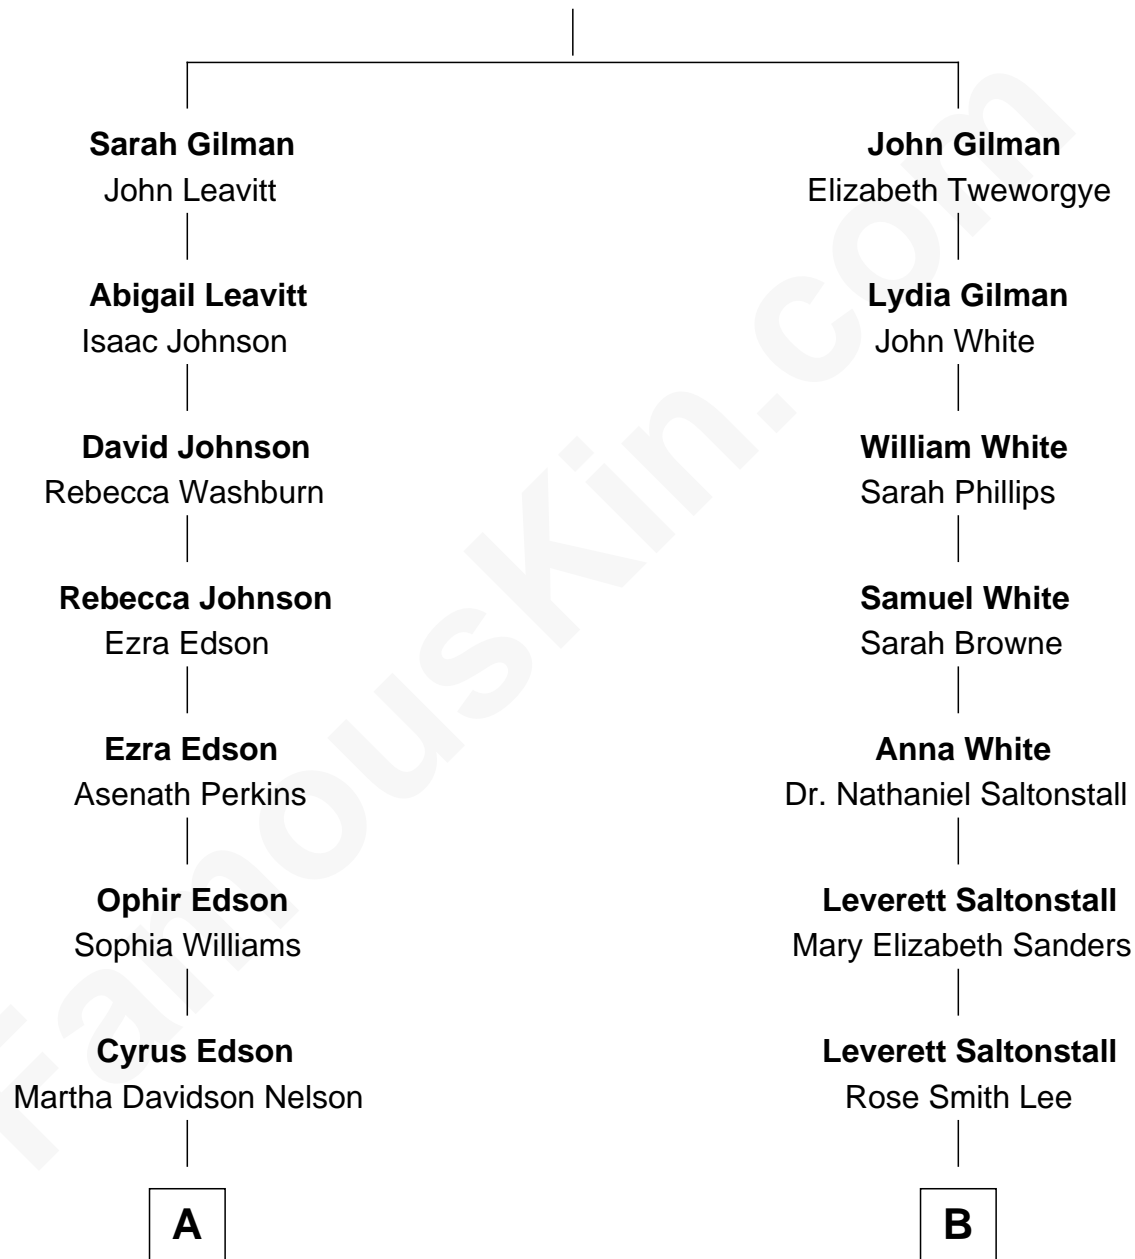 Sarah Gilman
John Leavitt
Abigail Leavitt
Isaac Johnson
David Johnson
Rebecca Washburn
Rebecca Johnson
Ezra Edson
Ezra Edson
Asenath Perkins
Ophir Edson
Sophia Williams
Cyrus Edson
Martha Davidson Nelson
A
John Gilman
Elizabeth Tweworgye
Lydia Gilman
John White
William White
Sarah Phillips
Samuel White
Sarah Browne
Anna White
Dr. Nathaniel Saltonstall
Leverett Saltonstall
Mary Elizabeth Sanders
Leverett Saltonstall
Rose Smith Lee
B
FamousKin.com